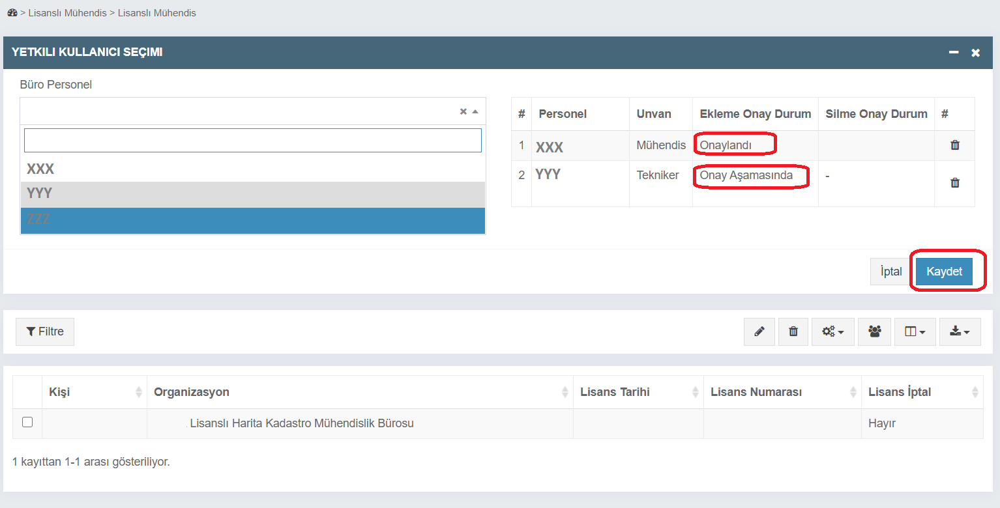 > Lisanslı Mühendis > Lisanslı Mühendis
YETKILI KULLANICI SEÇIMI
Büro Personel
XXX
YYY
ZZZ
# Personel Unvan Ekleme Onay Durum Silme Onay Durum #
1 XXX Mühendis Onaylandı
2 YYY Tekniker Onay Aşamasında -
İptal Kaydet
Filtre
Kişi Organizasyon Lisans Tarihi Lisans Numarası Lisans İptal
Lisanslı Harita Kadastro Mühendislik Bürosu Hayır
1 kayıttan 1-1 arası gösteriliyor.